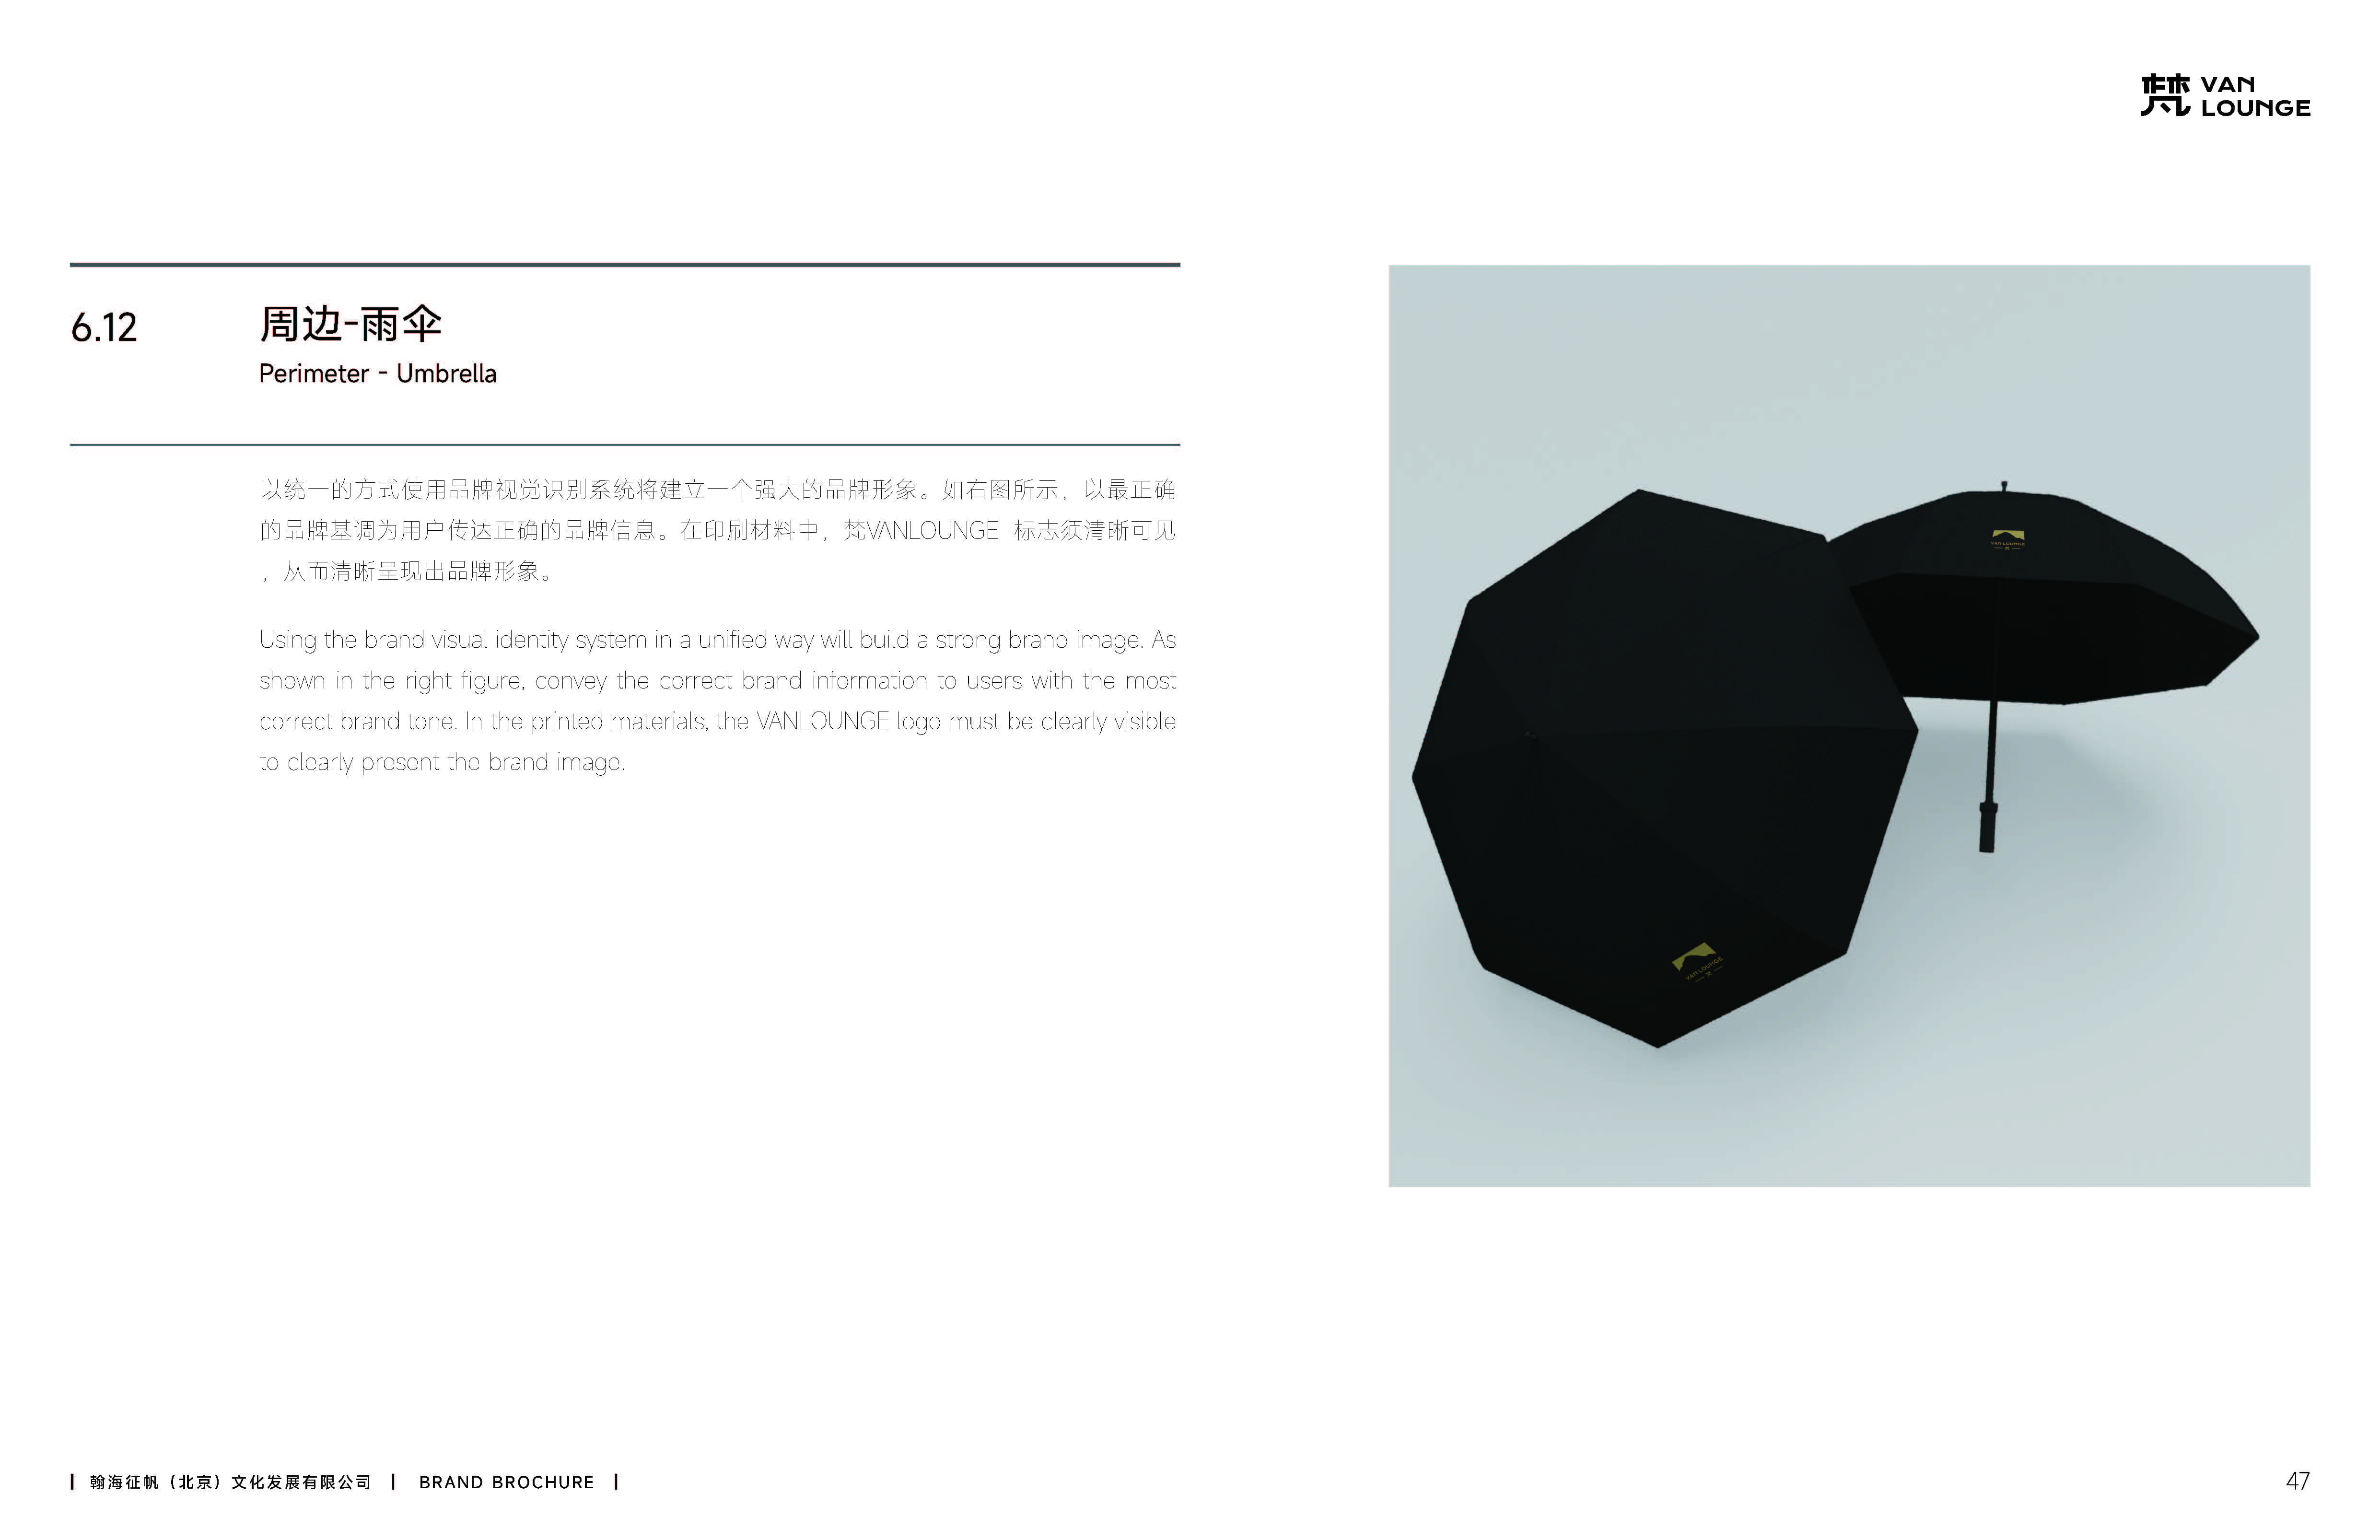 梵 VAN
LOUNGE
6.12
周边-雨伞
Perimeter - Umbrella
以统一的方式使用品牌视觉识别系统将建立一个强大的品牌形象。如右图所示，以最正确
的品牌基调为用户传达正确的品牌信息。在印刷材料中，梵VANLOUNGE 标志须清晰可见
，从而清晰呈现出品牌形象。
Using the brand visual identity system in a unified way will build a strong brand image. As
shown in the right figure, convey the correct brand information to users with the most
correct brand tone. In the printed materials, the VANLOUNGE logo must be clearly visible
to clearly present the brand image.
VAN LOUNGE
VAN LOUNGE
翰海征帆（北京）文化发展有限公司 | BRAND BROCHURE |
47